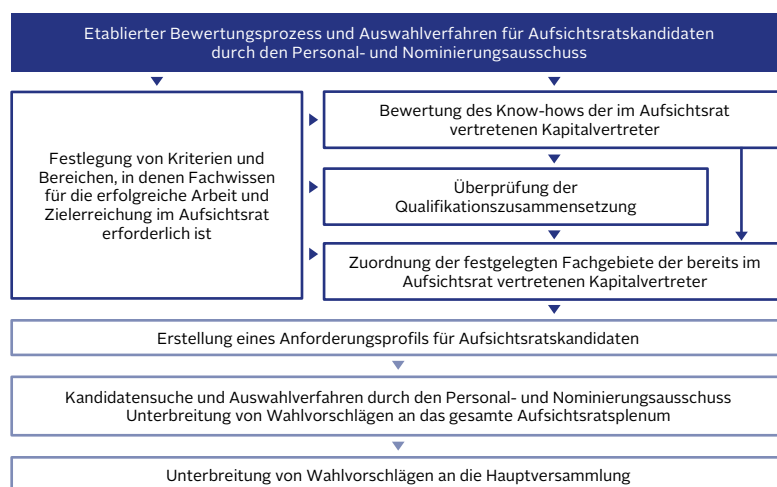 Etablierter Bewertungsprozess und Auswahlverfahren für Aufsichtsratskandidaten
durch den Personal- und Nominierungsausschuss
Festlegung von Kriterien und
Bereichen, in denen Fachwissen
für die erfolgreiche Arbeit und
Zielerreichung im Aufsichtsrat
erforderlich ist
Bewertung des Know-hows der im Aufsichtsrat
vertretenen Kapitalvertreter
Überprüfung der
Qualifikationszusammensetzung
Zuordnung der festgelegten Fachgebiete der bereits im
Aufsichtsrat vertretenen Kapitalvertreter
Erstellung eines Anforderungsprofils für Aufsichtsratskandidaten
Kandidatensuche und Auswahlverfahren durch den Personal- und Nominierungsausschuss
Unterbreitung von Wahlvorschlägen an das gesamte Aufsichtsratsplenum
Unterbreitung von Wahlvorschlägen an die Hauptversammlung